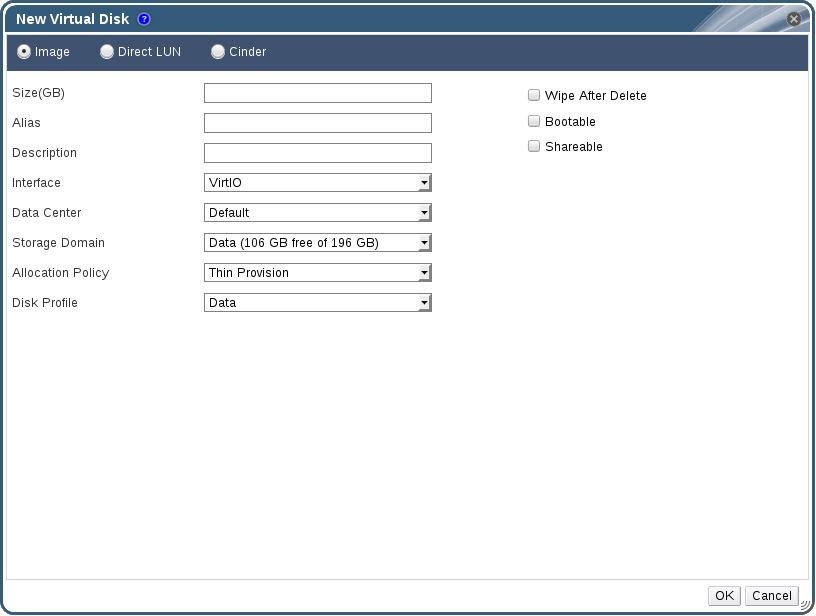 New Virtual Disk ?
Image Direct LUN Cinder
Size(GB)
Alias
Description
Interface VirtIO
Data Center Default
Storage Domain Data (106 GB free of 196 GB)
Allocation Policy Thin Provision
Disk Profile Data
Wipe After Delete
Bootable
Shareable
OK Cancel